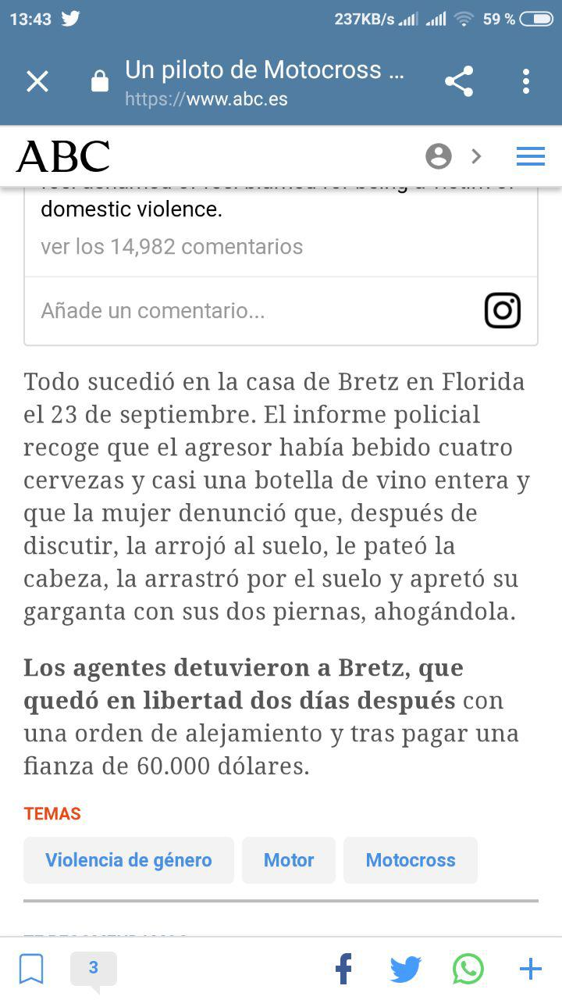 13:43
237KB/s
59 %
Un piloto de Motocross ...
https://www.abc.es
ABC
domestic violence.
ver los 14,982 comentarios
Añade un comentario...
Todo sucedió en la casa de Bretz en Florida
el 23 de septiembre. El informe policial
recoge que el agresor había bebido cuatro
cervezas y casi una botella de vino entera y
que la mujer denunció que, después de
discutir, la arrojó al suelo, le pateó la
cabeza, la arrastró por el suelo y apretó su
garganta con sus dos piernas, ahogándola.
Los agentes detuvieron a Bretz, que
quedó en libertad dos días después con
una orden de alejamiento y tras pagar una
fianza de 60.000 dólares.
TEMAS
Violencia de género
Motor
Motocross
3